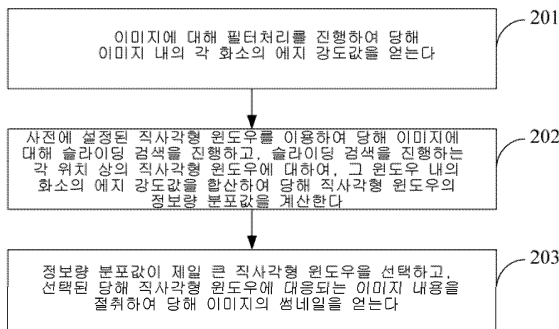 201
이미지에 대해 필터처리를 진행하여 당해
이미지 내의 각 화소의 에지 강도값을 얻는다
202
사전에 설정된 직사각형 윈도우를 이용하여 당해 이미지에
대해 슬라이딩 검색을 진행하고, 슬라이딩 검색을 진행하는
각 위치 상의 직사각형 윈도우에 대하여, 그 윈도우 내의
화소의 에지 강도값을 합산하여 당해 직사각형 윈도우의
정보량 분포값을 계산한다
203
정보량 분포값이 제일 큰 직사각형 윈도우을 선택하고,
선택된 당해 직사각형 윈도우에 대응되는 이미지 내용을
절취하여 당해 이미지의 썸네일을 얻는다